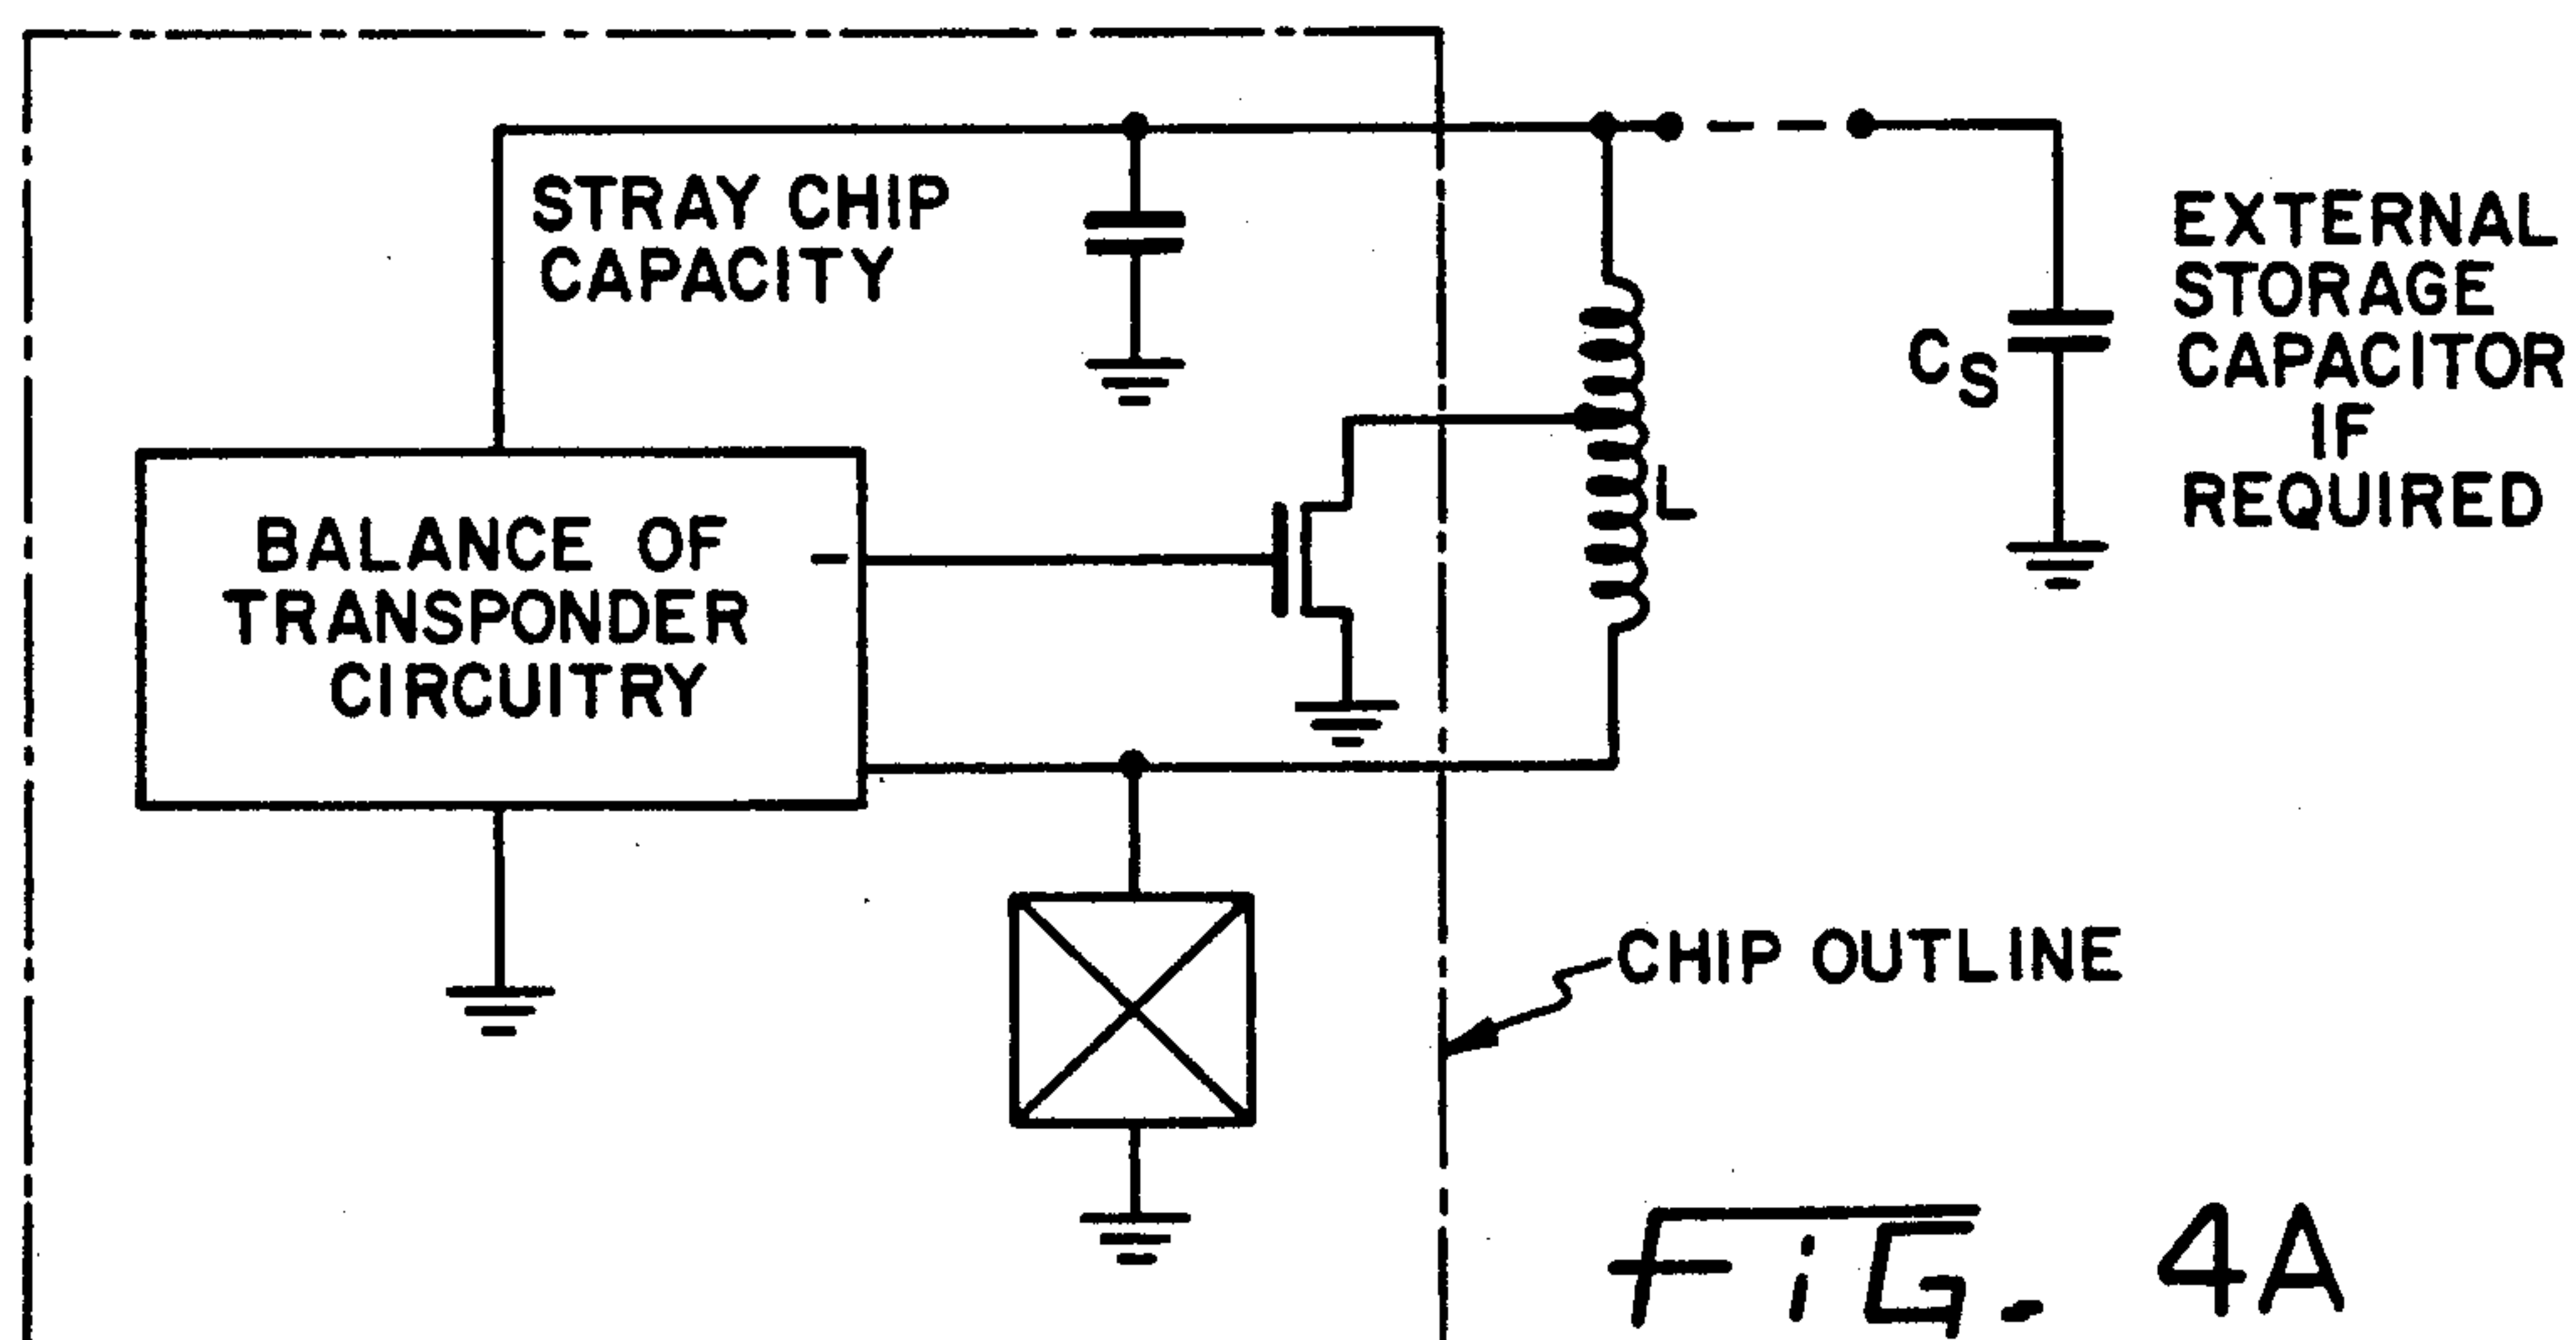 STRAY CHIP
CAPACITY
EXTERNAL
STORAGE
CAPACITOR
IF
REQUIRED
CS
L
BALANCE OF
TRANSPONDER
CIRCUITRY
CHIP OUTLINE
FiG. 4A